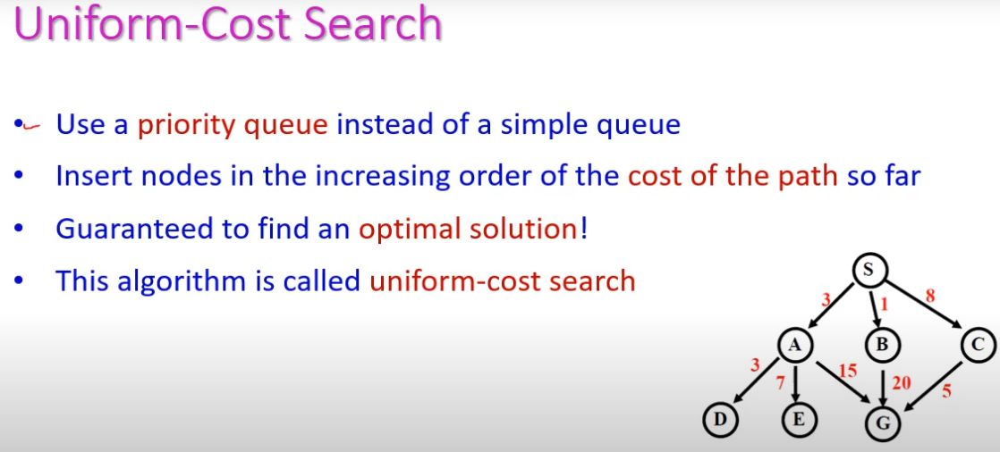 Uniform-Cost Search
• Use a priority queue instead of a simple queue
• Insert nodes in the increasing order of the cost of the path so far
• Guaranteed to find an optimal solution!
• This algorithm is called uniform-cost search
S
3 1 8
A B C
3 7 15 20 5
D E G